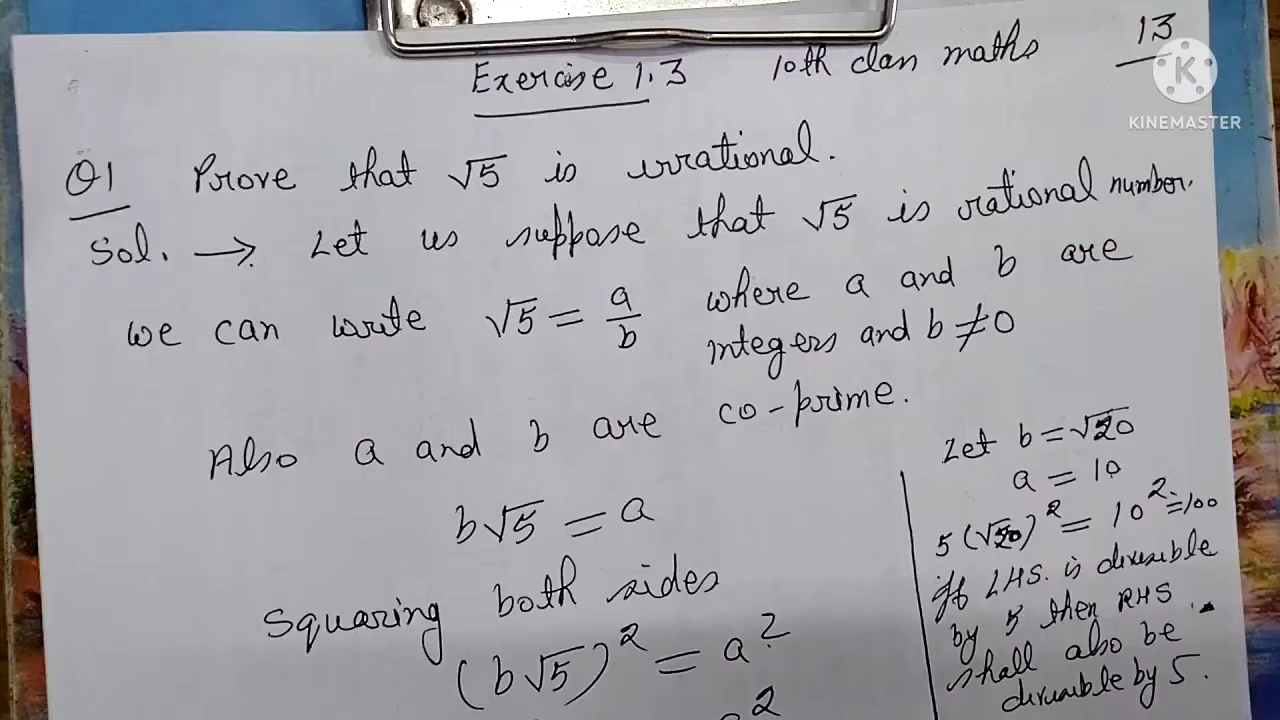 Exercise 1.3 10th class maths 13
KINEMASTER
Q1 Prove that √5 is irrational.
Sol. → Let us suppose that √5 is rational number.
we can write √5 = a/b where a and b are
integers and b ≠ 0
Also a and b are co-prime.
b√5 = a
Squaring both sides
(b√5)² = a²
Let b = √20
a = 10
5(√20)² = 10² = 100
If LHS. is divisible
by 5 then RHS
shall also be
divisible by 5.